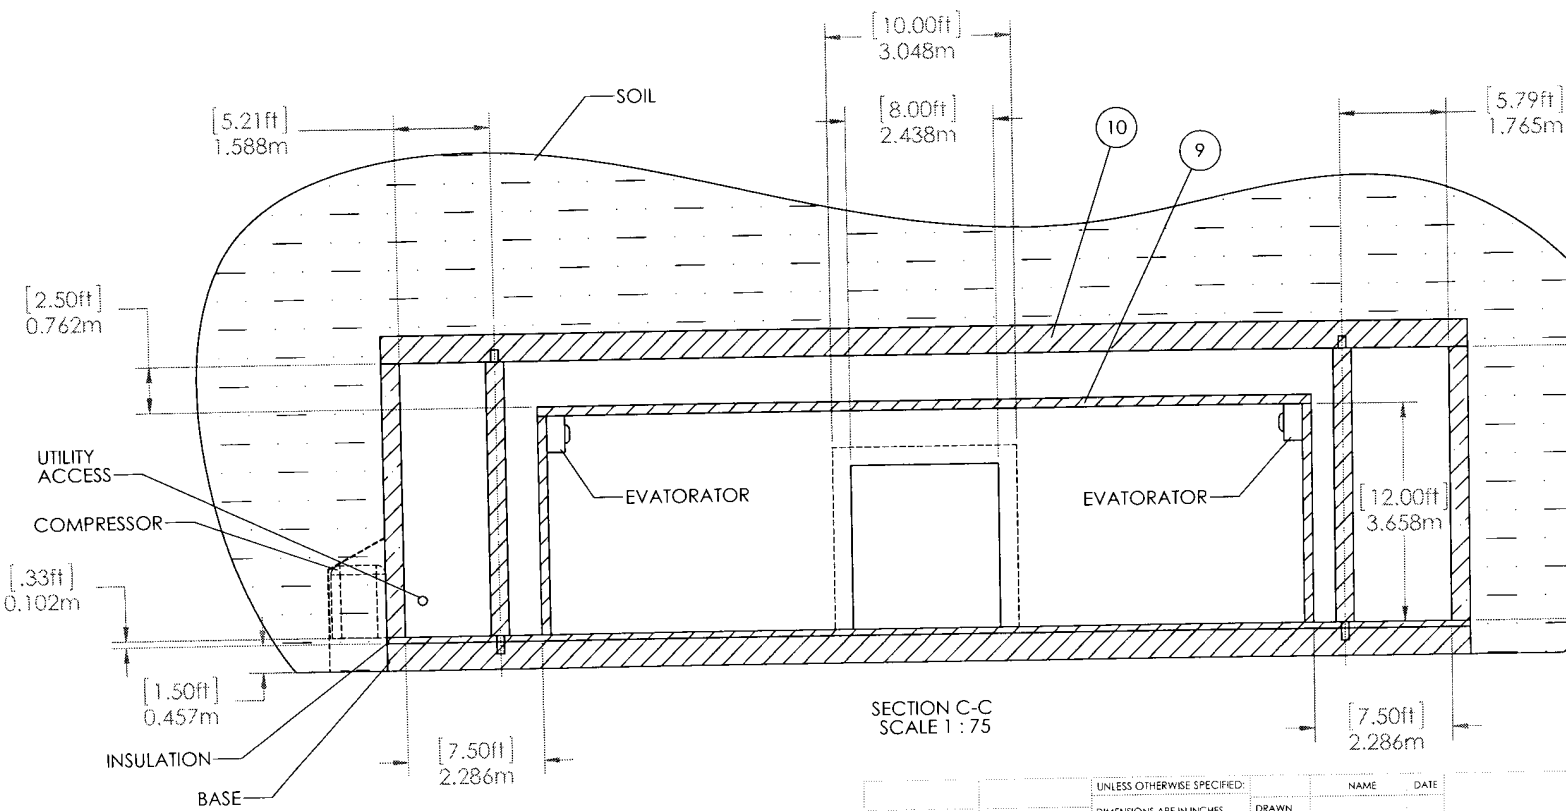 [10.00ft]
3.048m
SOIL
[5.21ft]
1.588m
[8.00ft]
2.438m
[5.79ft]
1.765m
10
9
[2.50ft]
0.762m
UTILITY
ACCESS
COMPRESSOR
EVATORATOR
EVATORATOR
[12.00ft]
3.658m
[.33ft]
0.102m
[1.50ft]
0.457m
SECTION C-C
SCALE 1 : 75
INSULATION
[7.50ft]
2.286m
[7.50ft]
2.286m
BASE
UNLESS OTHERWISE SPECIFIED:
NAME
DATE
DIMENSIONS ARE IN INCHES
DRAWN